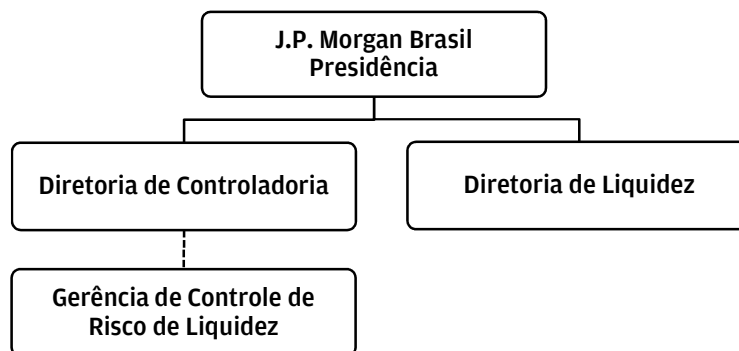 J.P. Morgan Brasil
Presidência
Diretoria de Controladoria
Diretoria de Liquidez
Gerência de Controle de
Risco de Liquidez